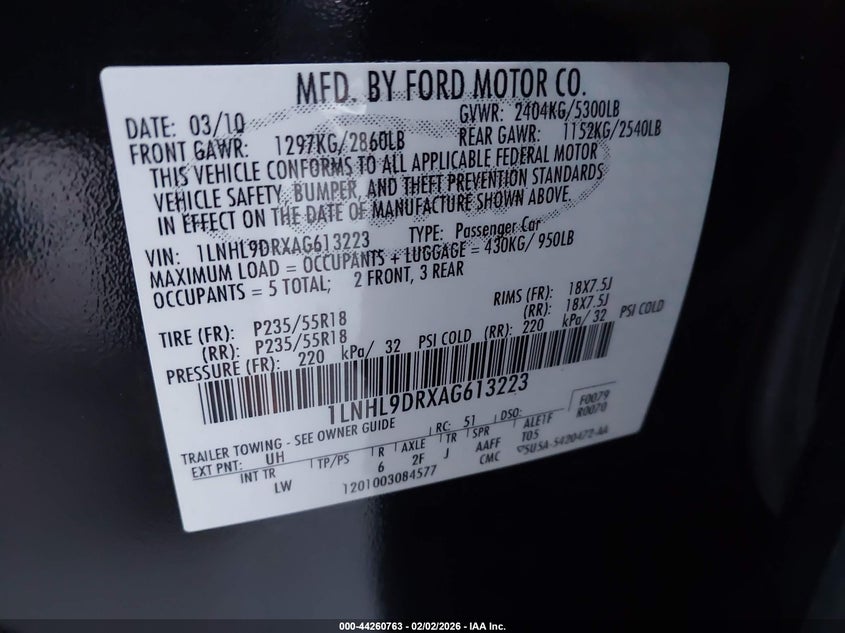 MFD. BY FORD MOTOR CO.
DATE: 03/10 GVWR: 2404KG/5300LB
FRONT GAWR: 1297KG/2860LB REAR GAWR: 1152KG/2540LB
THIS VEHICLE CONFORMS TO ALL APPLICABLE FEDERAL MOTOR
VEHICLE SAFETY, BUMPER, AND THEFT PREVENTION STANDARDS
IN EFFECT ON THE DATE OF MANUFACTURE SHOWN ABOVE.
VIN: 1LNHL9DRXAG613223 TYPE: Passenger Car
MAXIMUM LOAD = OCCUPANTS + LUGGAGE = 430KG/ 950LB
OCCUPANTS = 5 TOTAL; 2 FRONT, 3 REAR
TIRE (FR): P235/55R18 RIMS (FR): 18X7.5J
(RR): P235/55R18 (RR): 18X7.5J
PRESSURE (FR): 220 kPa/ 32 PSI COLD (RR): 220 kPa/ 32 PSI COLD
1LNHL9DRXAG613223
F0079
R0070
TRAILER TOWING - SEE OWNER GUIDE RC: 51 DSO:
EXT PNT: UH TP/PS R AXLE TR SPR ALE1F
INT TR 6 2F J AAFF T05
LW 1201003084577 CMC 5U5A-5420472-AA
000-44260763 - 02/02/2026 - IAA Inc.